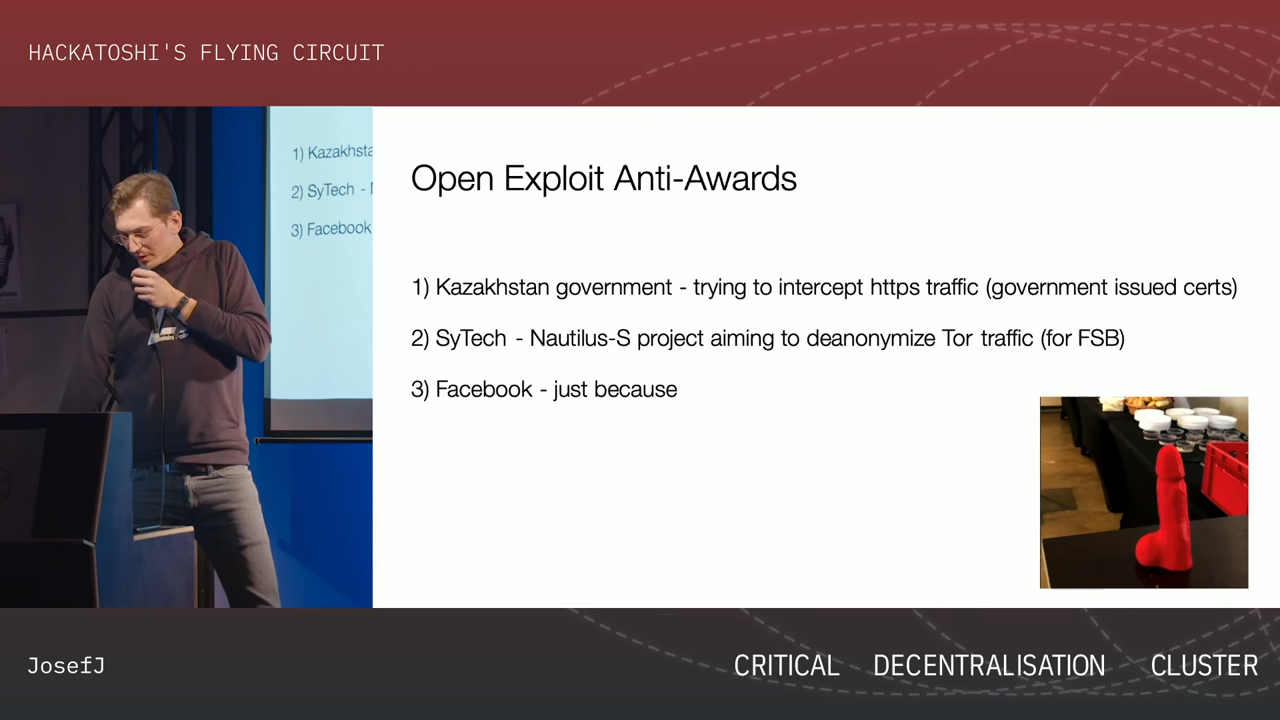 HACKATOSHI'S FLYING CIRCUIT
1) Kazakhsta
2) SyTech -
3) Facebook
Open Exploit Anti-Awards
1) Kazakhstan government - trying to intercept https traffic (government issued certs)
2) SyTech - Nautilus-S project aiming to deanonymize Tor traffic (for FSB)
3) Facebook - just because
JosefJ
CRITICAL DECENTRALISATION CLUSTER